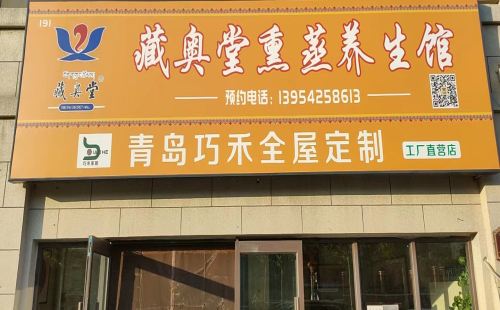 191
藏奥堂熏蒸养生馆
藏奥堂®
预约电话:13954258613
青岛巧禾全屋定制
工厂直营店